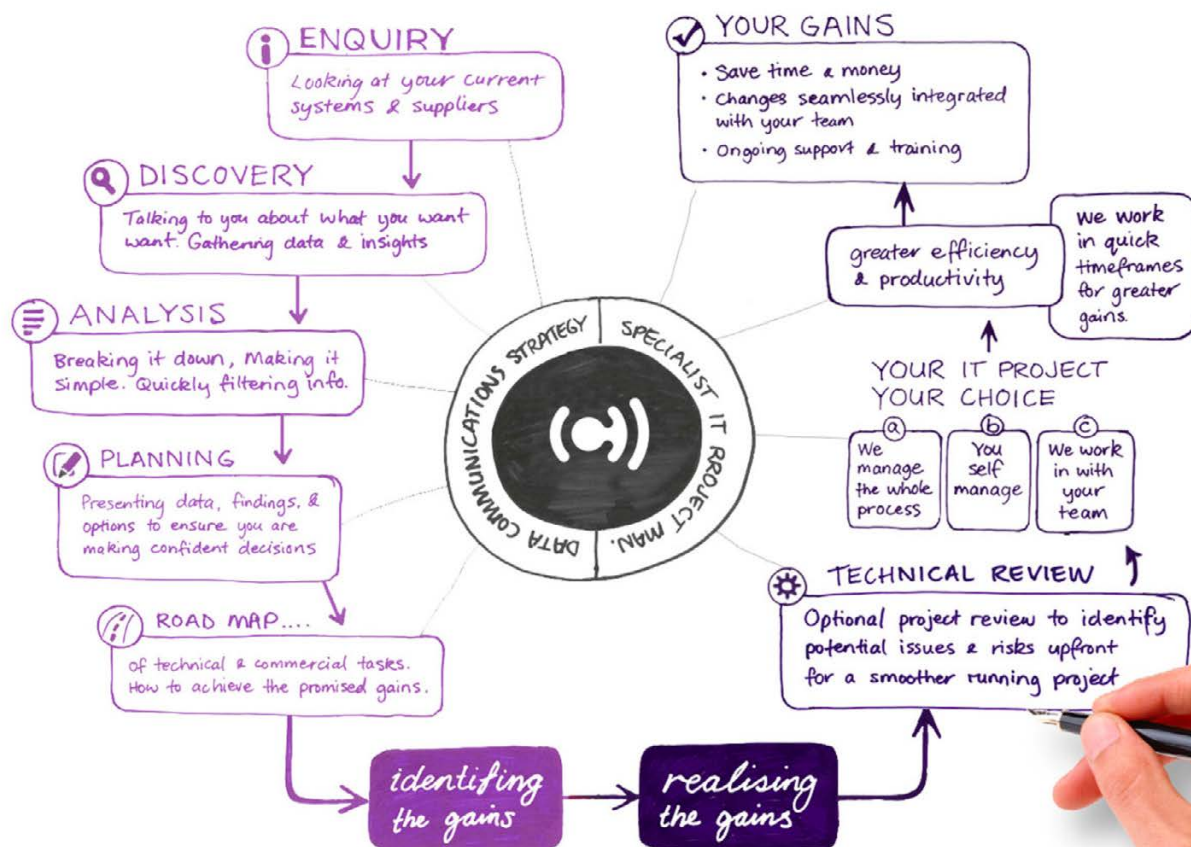 ENQUIRY
Looking at your current
systems & suppliers
DISCOVERY
Talking to you about what you want
want. Gathering data & insights
ANALYSIS
Breaking it down, Making it
simple. Quickly filtering info.
PLANNING
Presenting data, findings, &
options to ensure you are
making confident decisions
ROAD MAP....
of technical & commercial tasks.
How to achieve the promised gains.
identifing
the gains
realising
the gains
TECHNICAL REVIEW
Optional project review to identify
potential issues & risks upfront
for a smoother running project
YOUR IT PROJECT
YOUR CHOICE
a
We
manage
the whole
process
b
You
self
manage
c
We work
in with
your
team
greater efficiency
& productivity
We work
in quick
timeframes
for greater
gains.
YOUR GAINS
• Save time & money
• Changes seamlessly integrated
with your team
• Ongoing support & training
DATA COMMUNICATIONS STRATEGY
SPECIALIST IT RROJECT MAN.